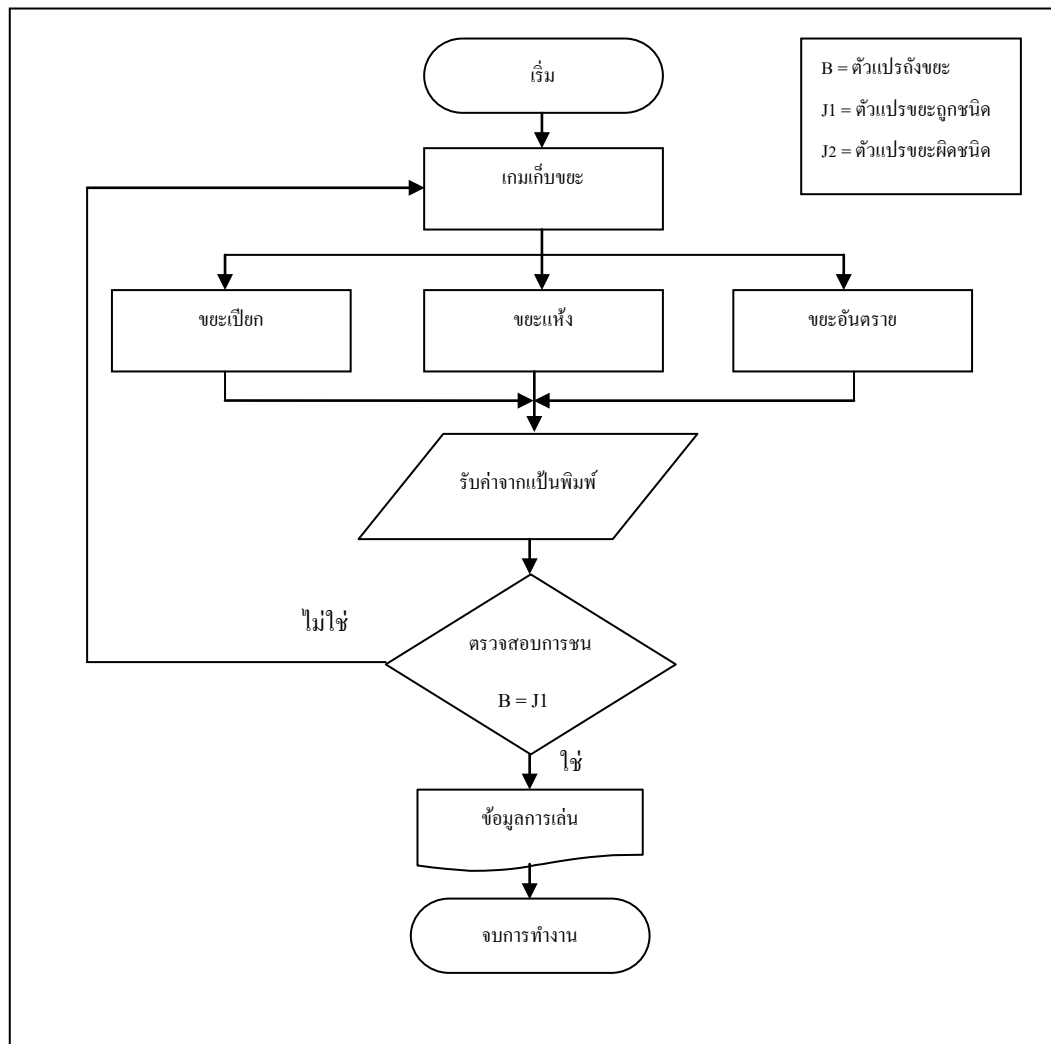 เริ่ม
B = ตัวแปรถังขยะ
J1 = ตัวแปรขยะถูกชนิด
J2 = ตัวแปรขยะผิดชนิด
เกมเก็บขยะ
ขยะเปียก
ขยะแห้ง
ขยะอันตราย
รับค่าจากแป้นพิมพ์
ไม่ใช่
ตรวจสอบการชน
B = J1
ใช่
ข้อมูลการเล่น
จบการทำงาน